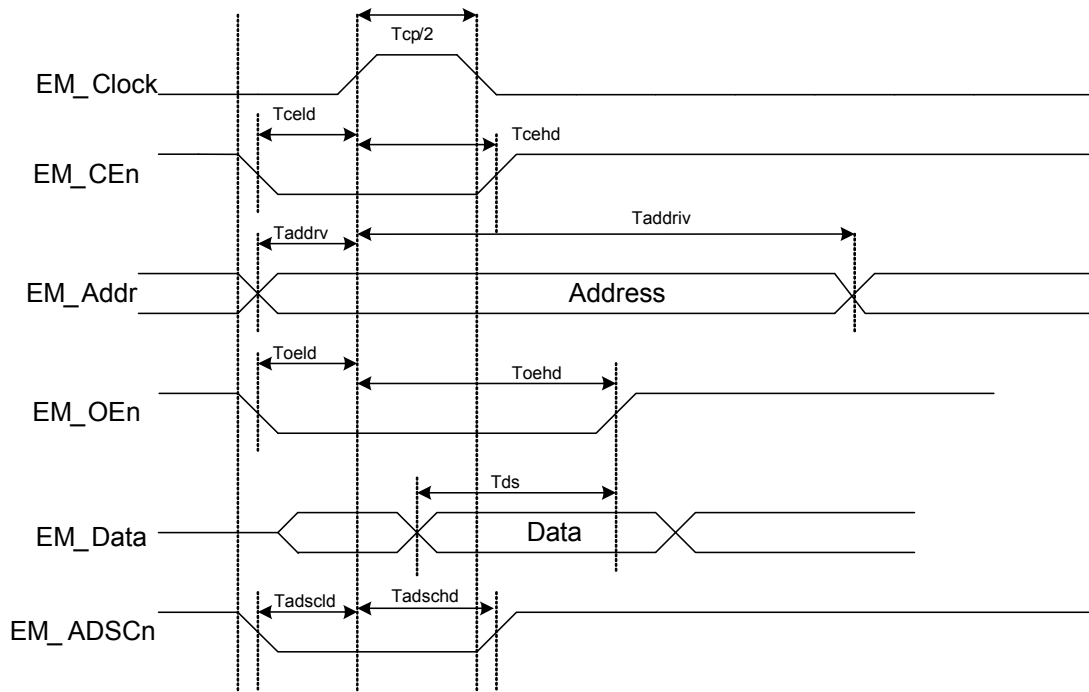 Tcp/2
EM_Clock
Tceld
Tcehd
EM_CEn
Taddrv
Taddriv
EM_Addr
Address
Toeld
Toehd
EM_OEn
Tds
EM_Data
Data
Tadscld
Tadschd
EM_ADSCn